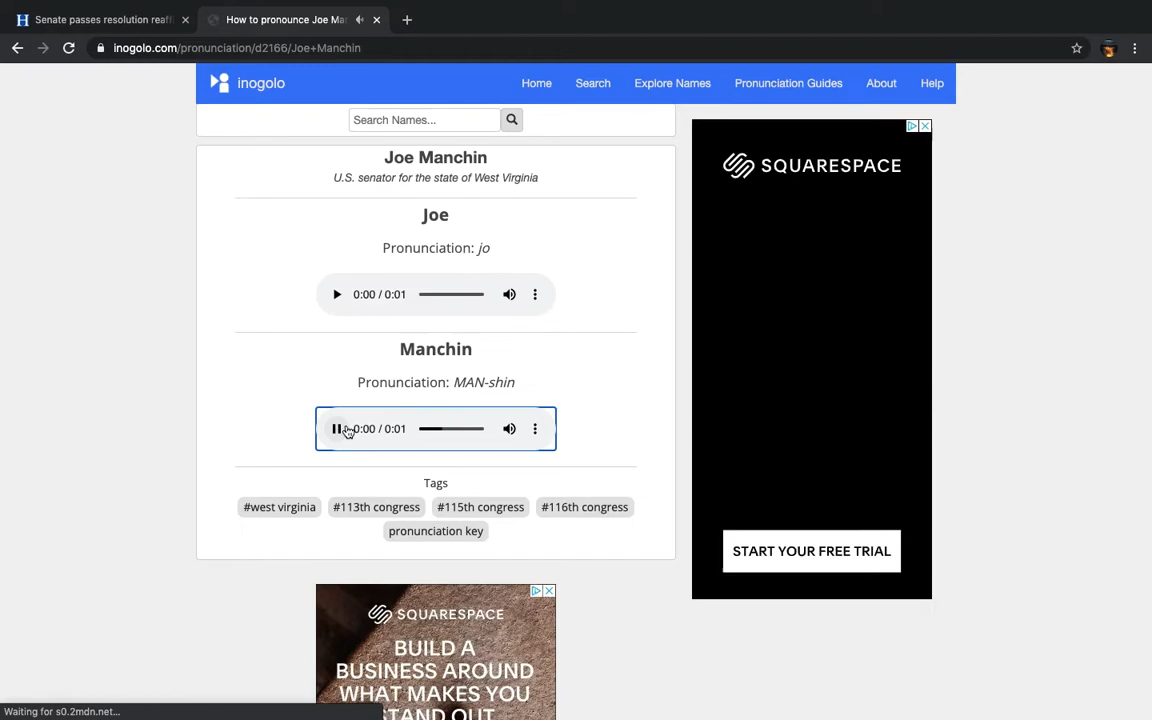 Senate passes resolution reaff
How to pronounce Joe Man
inogolo.com/pronunciation/d2166/Joe+Manchin
inogolo
Home
Search
Explore Names
Pronunciation Guides
About
Help
Search Names...
Joe Manchin
U.S. senator for the state of West Virginia
Joe
Pronunciation: jo
0:00 / 0:01
Manchin
Pronunciation: MAN-shin
0:00 / 0:01
Tags
#west virginia
#113th congress
#115th congress
#116th congress
pronunciation key
SQUARESPACE
START YOUR FREE TRIAL
SQUARESPACE
BUILD A
BUSINESS AROUND
WHAT MAKES YOU
STAND OUT
Waiting for s0.2mdn.net...